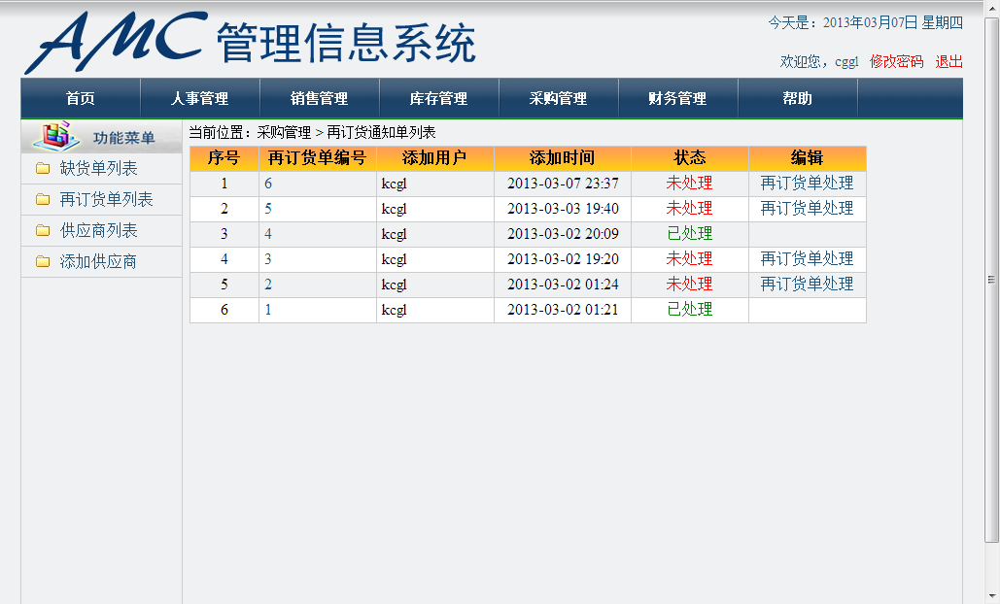 AMC 管理信息系统
今天是：2013年03月07日 星期四
欢迎您，cggl 修改密码 退出
首页 人事管理 销售管理 库存管理 采购管理 财务管理 帮助
功能菜单
缺货单列表
再订货单列表
供应商列表
添加供应商
当前位置：采购管理 > 再订货通知单列表
序号 再订货单编号 添加用户 添加时间 状态 编辑
1 6 kcgl 2013-03-07 23:37 未处理 再订货单处理
2 5 kcgl 2013-03-03 19:40 未处理 再订货单处理
3 4 kcgl 2013-03-02 20:09 已处理
4 3 kcgl 2013-03-02 19:20 未处理 再订货单处理
5 2 kcgl 2013-03-02 01:24 未处理 再订货单处理
6 1 kcgl 2013-03-02 01:21 已处理